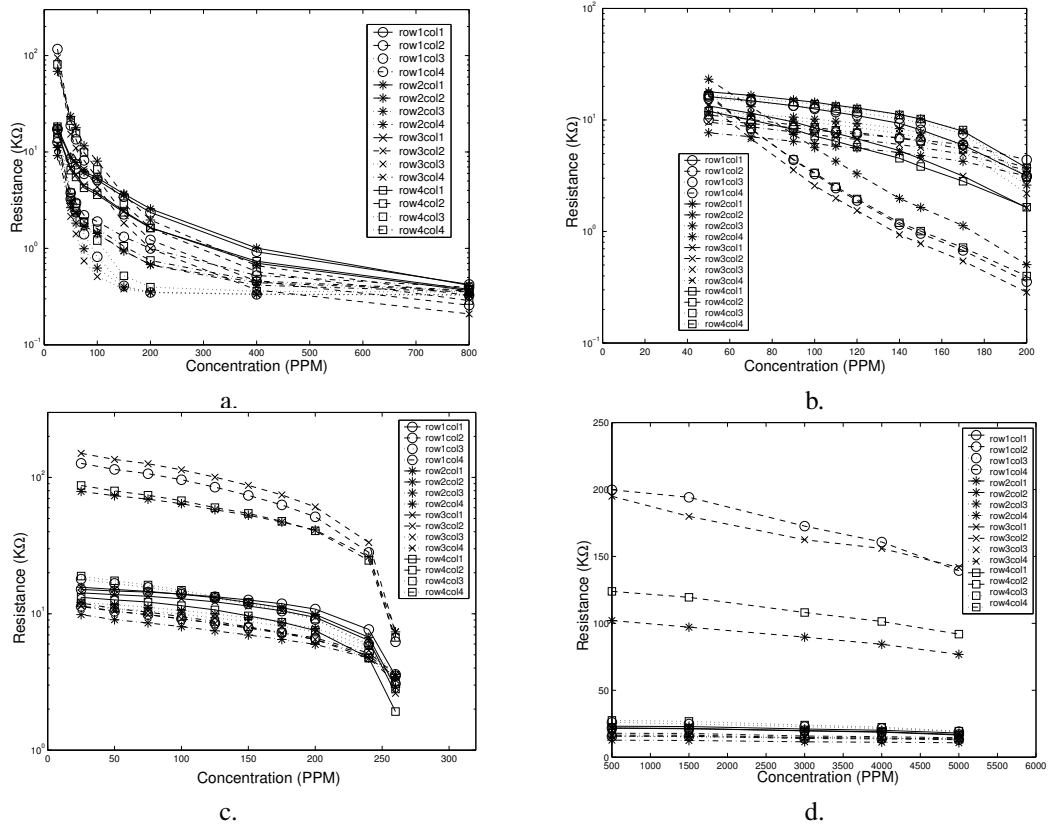 10²
10¹
10⁰
10⁻¹
Resistance (KΩ)
0
100
200
300
400
500
600
700
800
Concentration (PPM)
row1col1
row1col2
row1col3
row1col4
row2col1
row2col2
row2col3
row2col4
row3col1
row3col2
row3col3
row3col4
row4col1
row4col2
row4col3
row4col4
a.
10²
10¹
10⁰
10⁻¹
Resistance (KΩ)
0
20
40
60
80
100
120
140
160
180
200
Concentration (PPM)
row1col1
row1col2
row1col3
row1col4
row2col1
row2col2
row2col3
row2col4
row3col1
row3col2
row3col3
row3col4
row4col1
row4col2
row4col3
row4col4
b.
10²
10¹
10⁰
Resistance (KΩ)
0
50
100
150
200
250
300
Concentration (PPM)
row1col1
row1col2
row1col3
row1col4
row2col1
row2col2
row2col3
row2col4
row3col1
row3col2
row3col3
row3col4
row4col1
row4col2
row4col3
row4col4
c.
250
200
150
100
50
0
Resistance (KΩ)
500
1000
1500
2000
2500
3000
3500
4000
4500
5000
5500
6000
Concentration (PPM)
row1col1
row1col2
row1col3
row1col4
row2col1
row2col2
row2col3
row2col4
row3col1
row3col2
row3col3
row3col4
row4col1
row4col2
row4col3
row4col4
d.